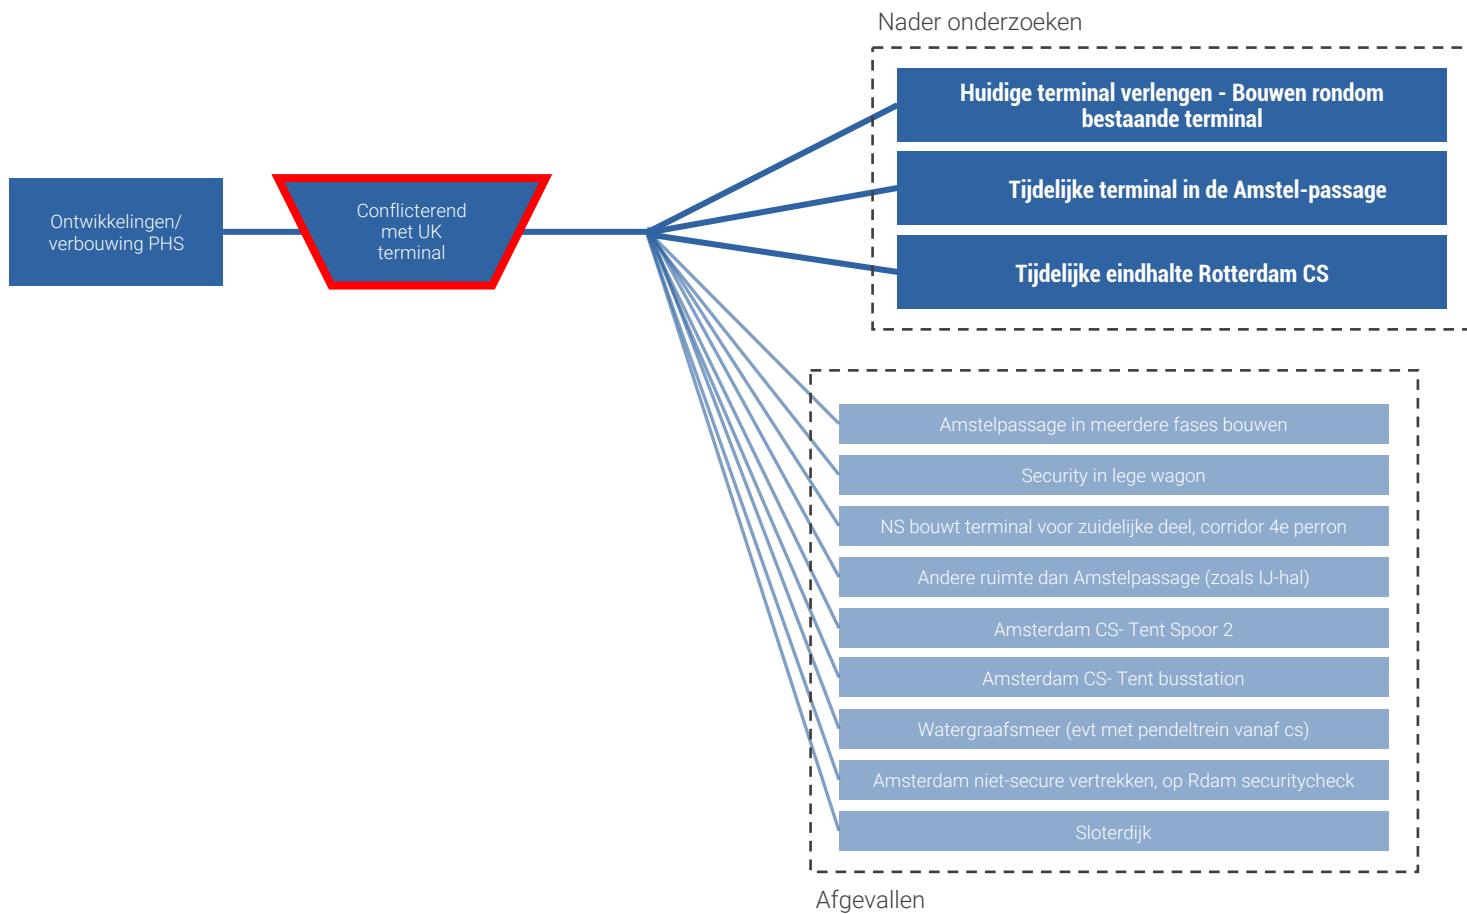 Nader onderzoeken
Huidige terminal verlengen - Bouwen rondom
bestaande terminal
Tijdelijke terminal in de Amstel-passage
Tijdelijke eindhalte Rotterdam CS
Ontwikkelingen/
verbouwing PHS
Conflicterend
met UK
terminal
Amstelpassage in meerdere fases bouwen
Security in lege wagon
NS bouwt terminal voor zuidelijke deel, corridor 4e perron
Andere ruimte dan Amstelpassage (zoals IJ-hal)
Amsterdam CS- Tent Spoor 2
Amsterdam CS- Tent busstation
Watergraafsmeer (evt met pendeltrein vanaf cs)
Amsterdam niet-secure vertrekken, op Rdam securitycheck
Sloterdijk
Afgevallen